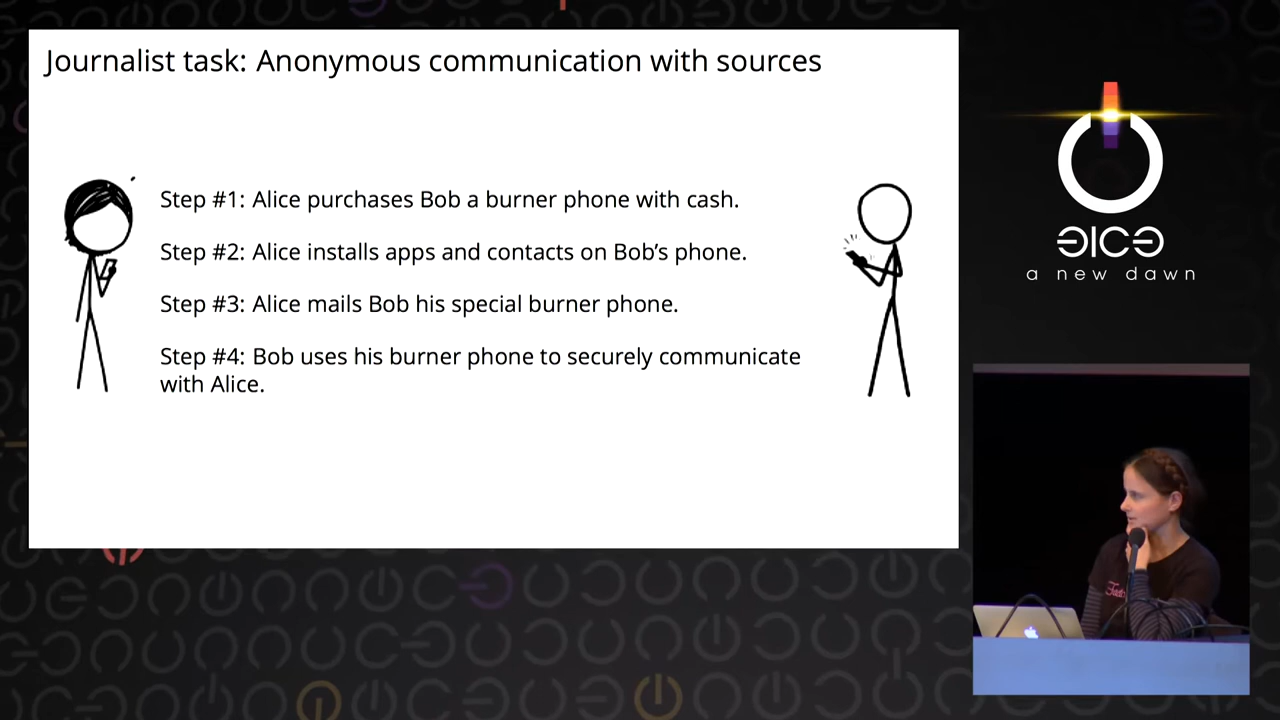 Journalist task: Anonymous communication with sources
Step #1: Alice purchases Bob a burner phone with cash.
Step #2: Alice installs apps and contacts on Bob’s phone.
Step #3: Alice mails Bob his special burner phone.
Step #4: Bob uses his burner phone to securely communicate
with Alice.
a new dawn